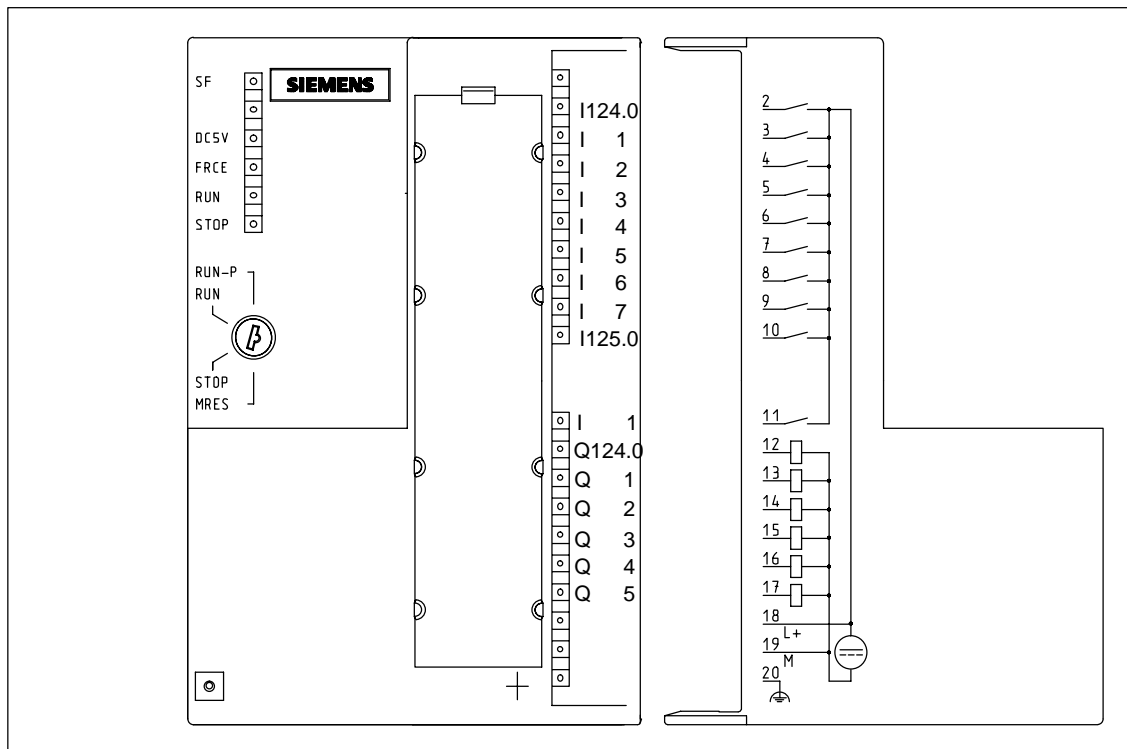 SF
SIEMENS
DC5V
FRCE
RUN
STOP
RUN-P
RUN
STOP
MRES
I124.0
I 1
I 2
I 3
I 4
I 5
I 6
I 7
I125.0
I 1
Q124.0
Q 1
Q 2
Q 3
Q 4
Q 5
2
3
4
5
6
7
8
9
10
11
12
13
14
15
16
17
18
L+
19
M
20